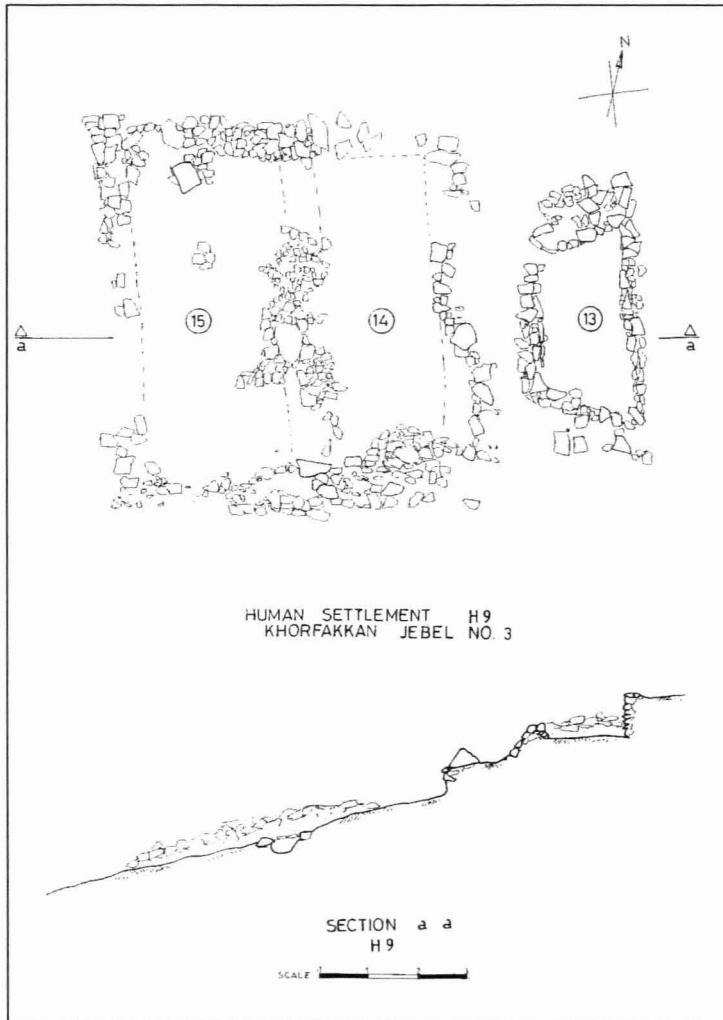 N
15
14
13
a
a
HUMAN SETTLEMENT H9
KHORFAKKAN JEBEL NO. 3
SECTION a a
H9
SCALE